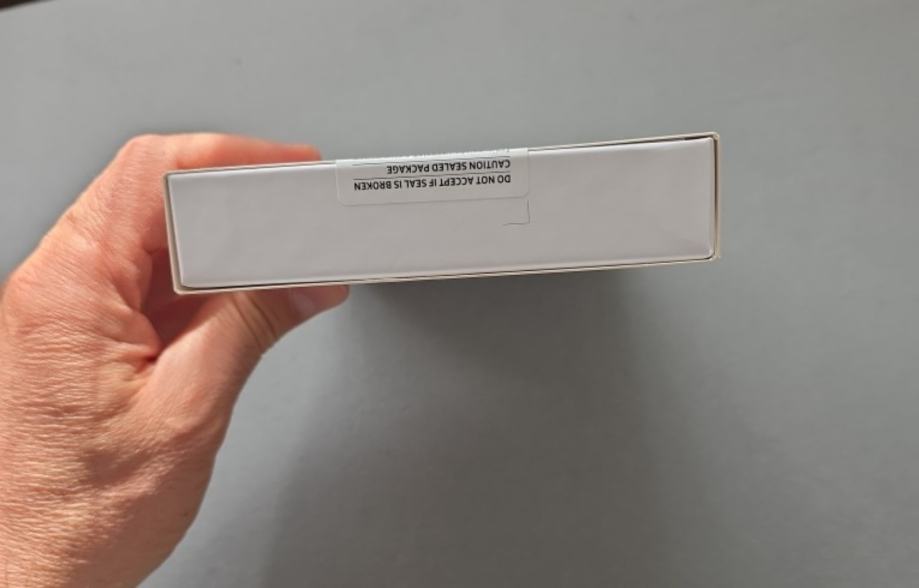 DO NOT ACCEPT IF SEAL IS BROKEN
CAUTION SEALED PACKAGE